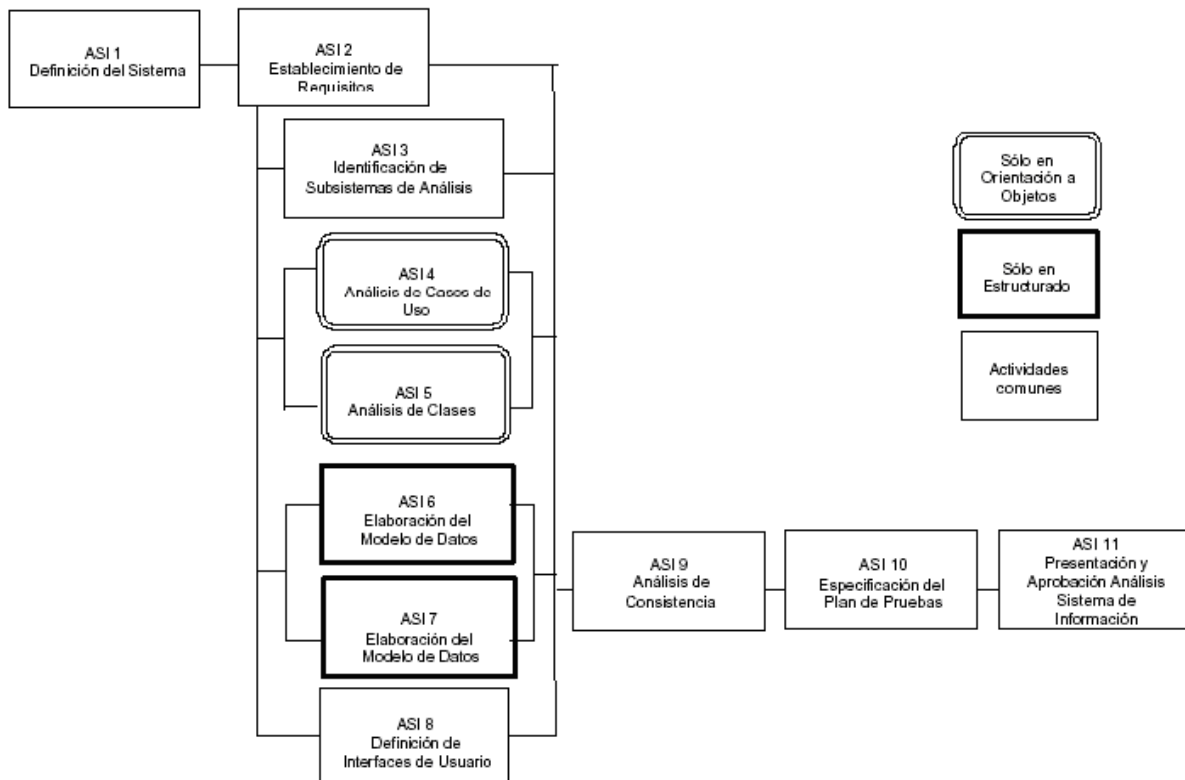 ASI 1
Definición del Sistema
ASI 2
Establecimiento de
Requisitos
ASI 3
Identificación de
Subsistemas de Análisis
ASI 4
Análisis de Casos de
Uso
ASI 5
Análisis de Clases
ASI 6
Elaboración del
Modelo de Datos
ASI 7
Elaboración del
Modelo de Datos
ASI 8
Definición de
Interfaces de Usuario
ASI 9
Análisis de
Consistencia
ASI 10
Especificación del
Plan de Pruebas
ASI 11
Presentación y
Aprobación Análisis
Sistema de
Información
Sólo en
Orientación a
Objetos
Sólo en
Estructurado
Actividades
comunes